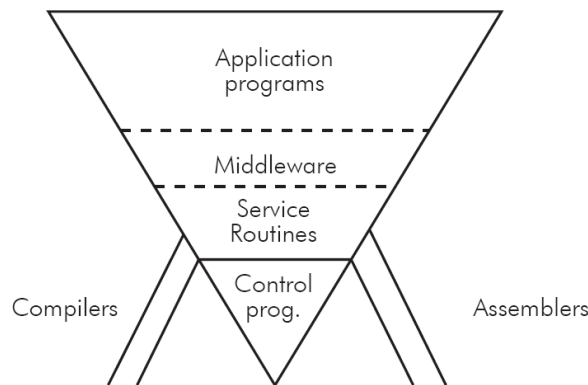 Application
programs
Middleware
Service
Routines
Control
prog.
Compilers
Assemblers